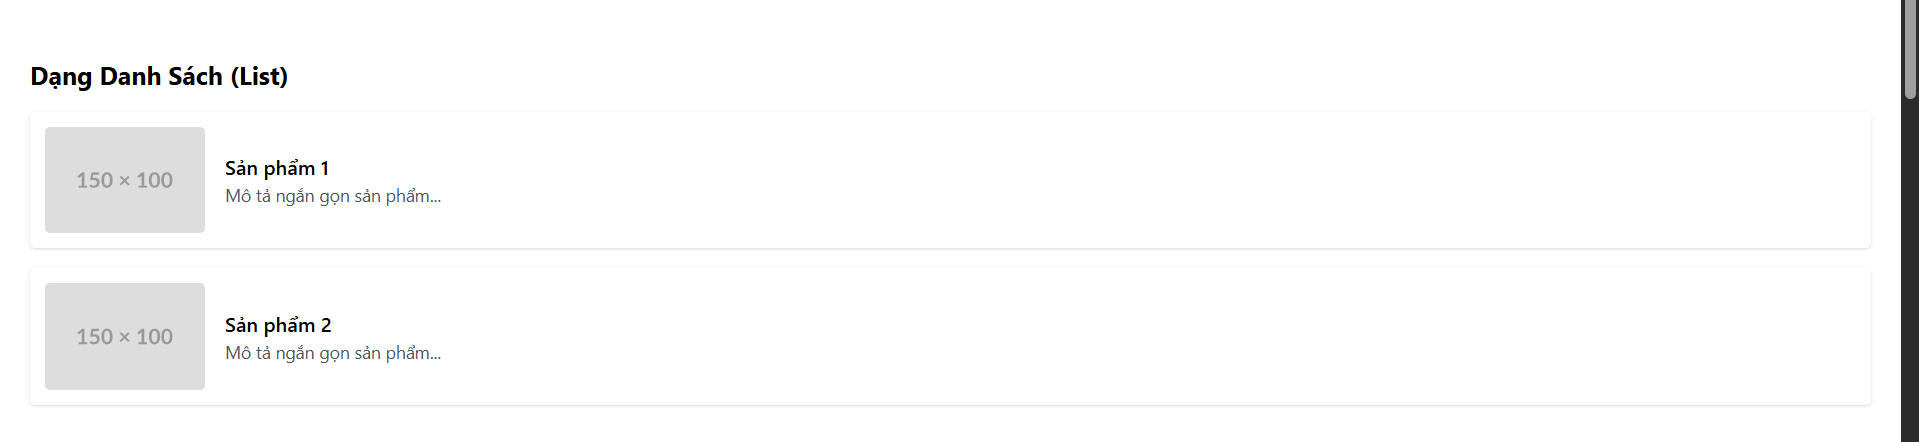 Dạng Danh Sách (List)
150 × 100
Sản phẩm 1
Mô tả ngắn gọn sản phẩm...
150 × 100
Sản phẩm 2
Mô tả ngắn gọn sản phẩm...